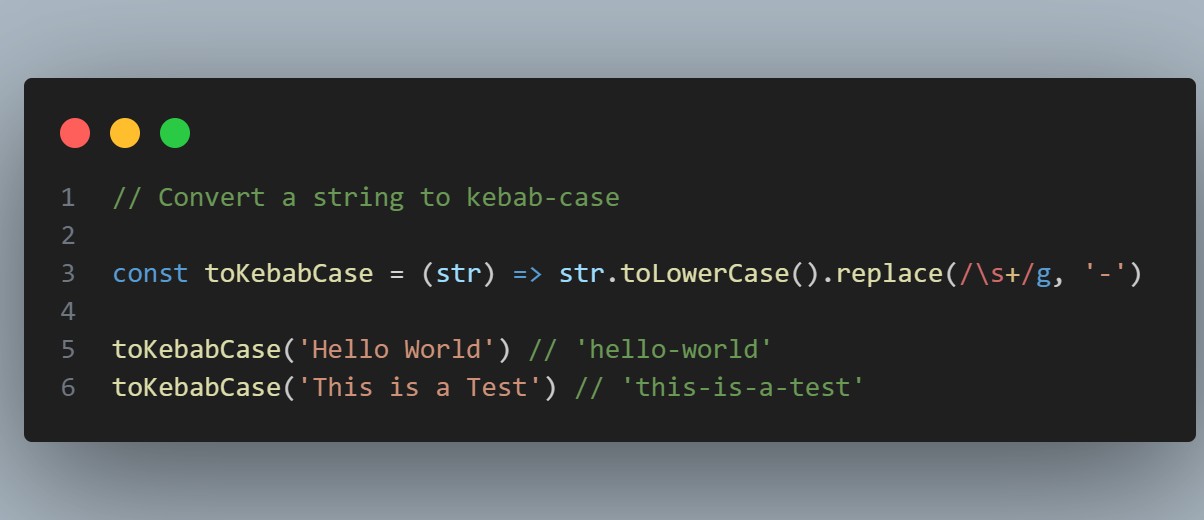 1 // Convert a string to kebab-case
2
3 const toKebabCase = (str) => str.toLowerCase().replace(/\s+/g, '-')
4
5 toKebabCase('Hello World') // 'hello-world'
6 toKebabCase('This is a Test') // 'this-is-a-test'